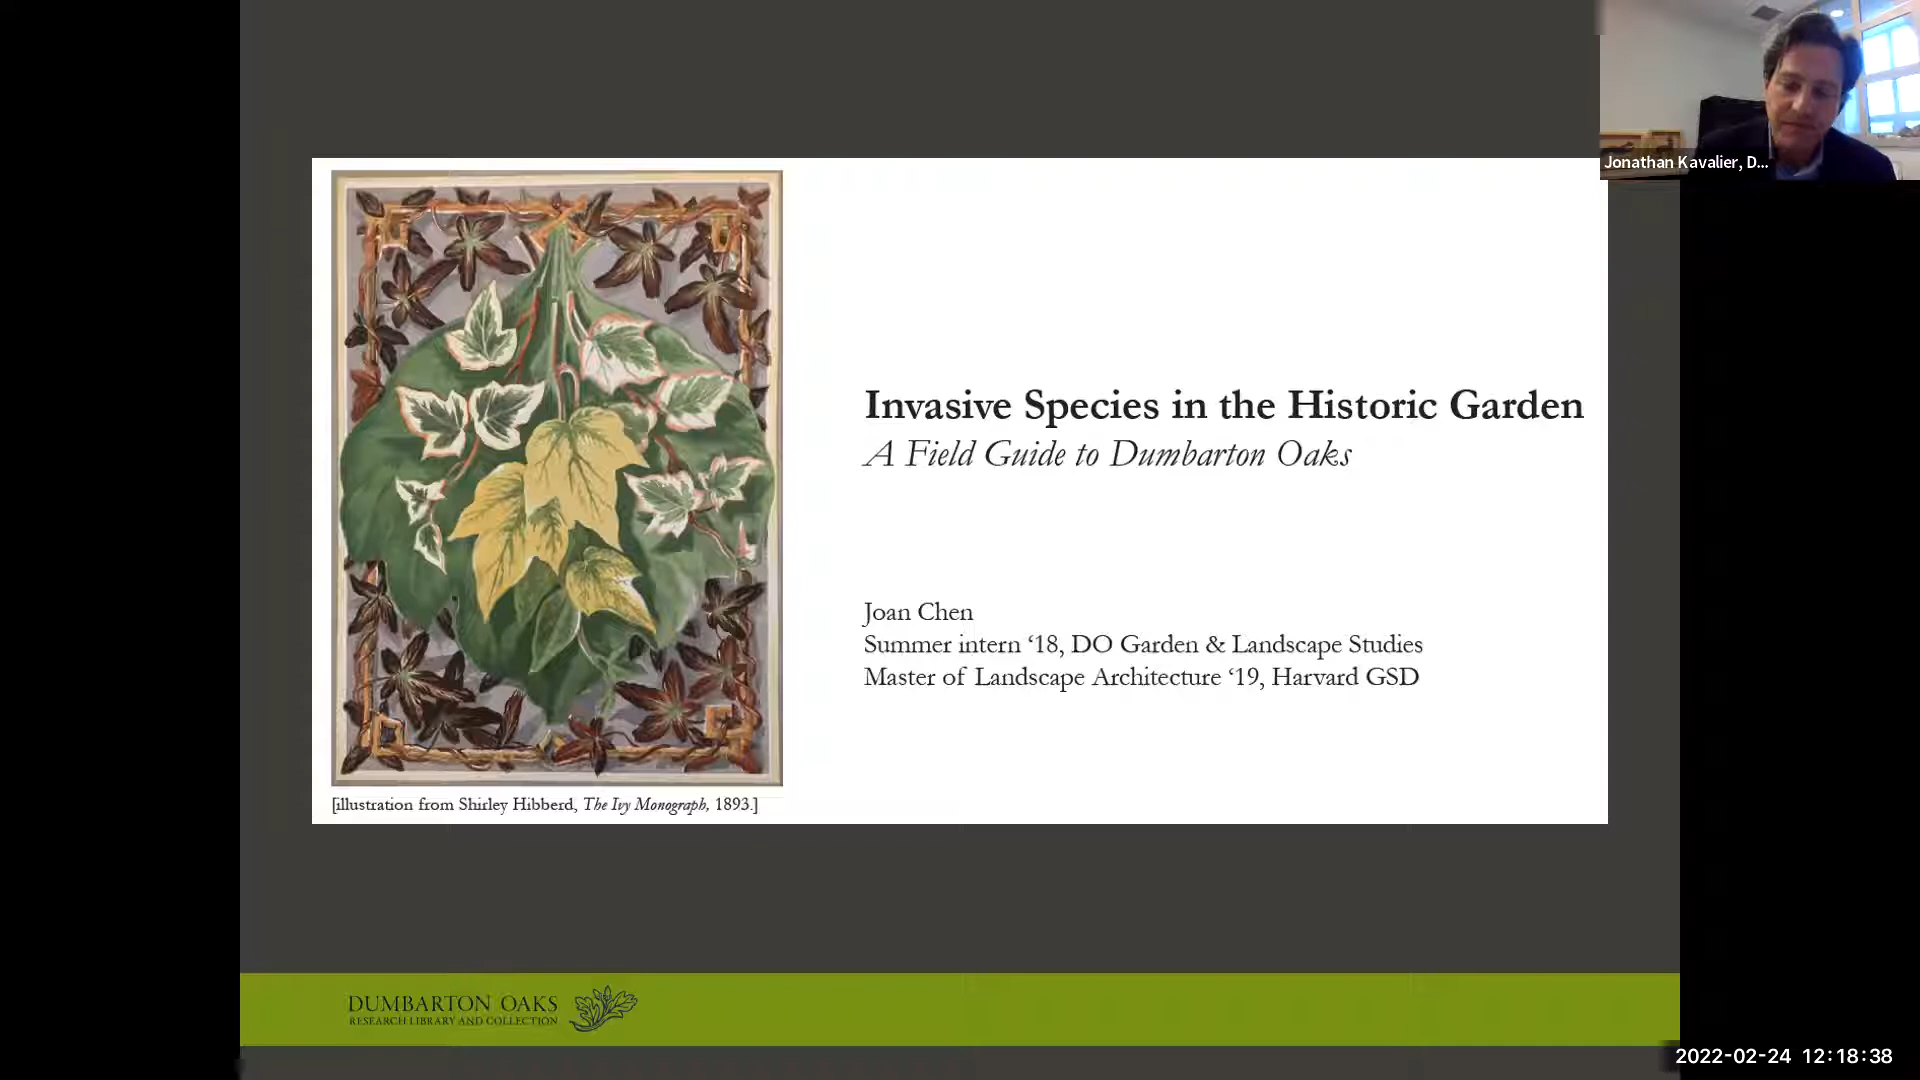 Jonathan Kavalier, D...
Invasive Species in the Historic Garden
A Field Guide to Dumbarton Oaks
Joan Chen
Summer intern ‘18, DO Garden & Landscape Studies
Master of Landscape Architecture ‘19, Harvard GSD
[illustration from Shirley Hibberd, The Ivy Monograph, 1893.]
DUMBARTON OAKS
RESEARCH LIBRARY AND COLLECTION
2022-02-24 12:18:38